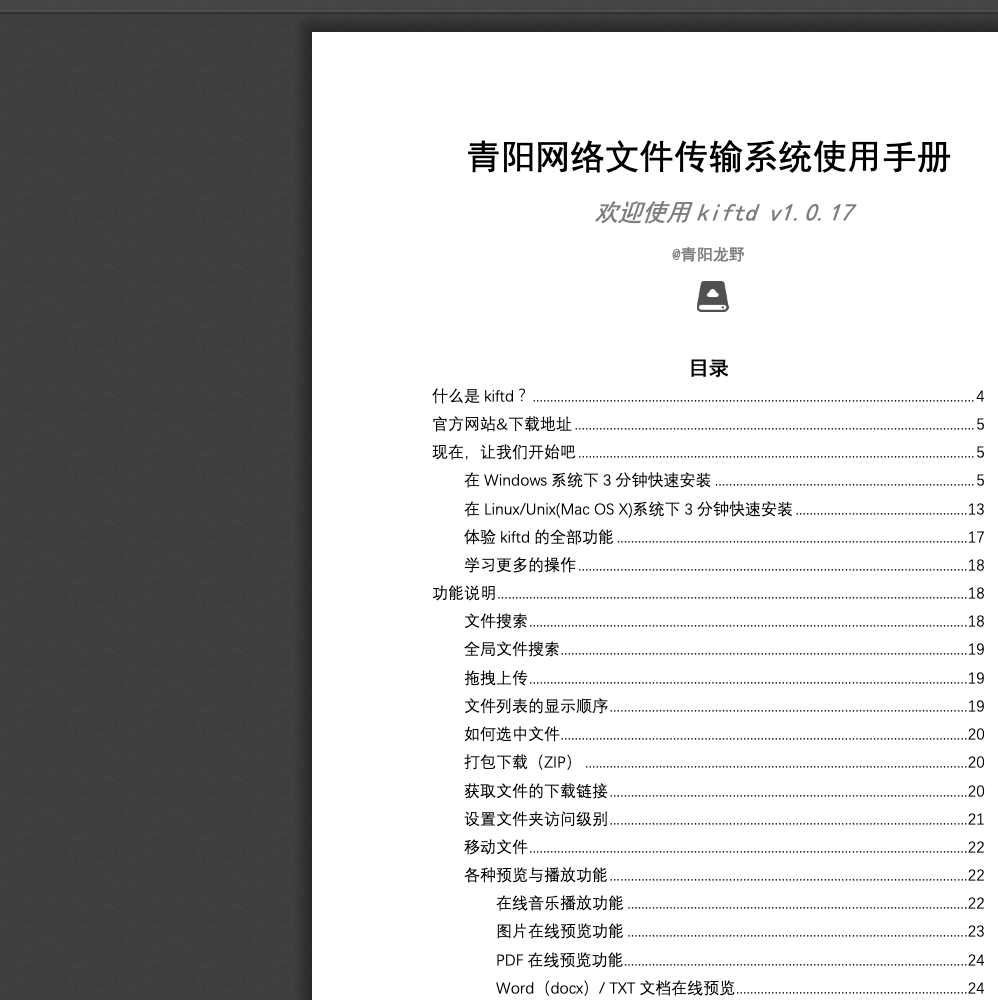 青阳网络文件传输系统使用手册
欢迎使用 kiftd v1.0.17
@青阳龙野
目录
什么是 kiftd？ 4
官方网站&下载地址 5
现在，让我们开始吧 5
在 Windows 系统下 3 分钟快速安装 5
在 Linux/Unix(Mac OS X)系统下 3 分钟快速安装 13
体验 kiftd 的全部功能 17
学习更多的操作 18
功能说明 18
文件搜索 18
全局文件搜索 19
拖拽上传 19
文件列表的显示顺序 19
如何选中文件 20
打包下载（ZIP） 20
获取文件的下载链接 20
设置文件夹访问级别 21
移动文件 22
各种预览与播放功能 22
在线音乐播放功能 22
图片在线预览功能 23
PDF 在线预览功能 24
Word（docx）/ TXT 文档在线预览 24